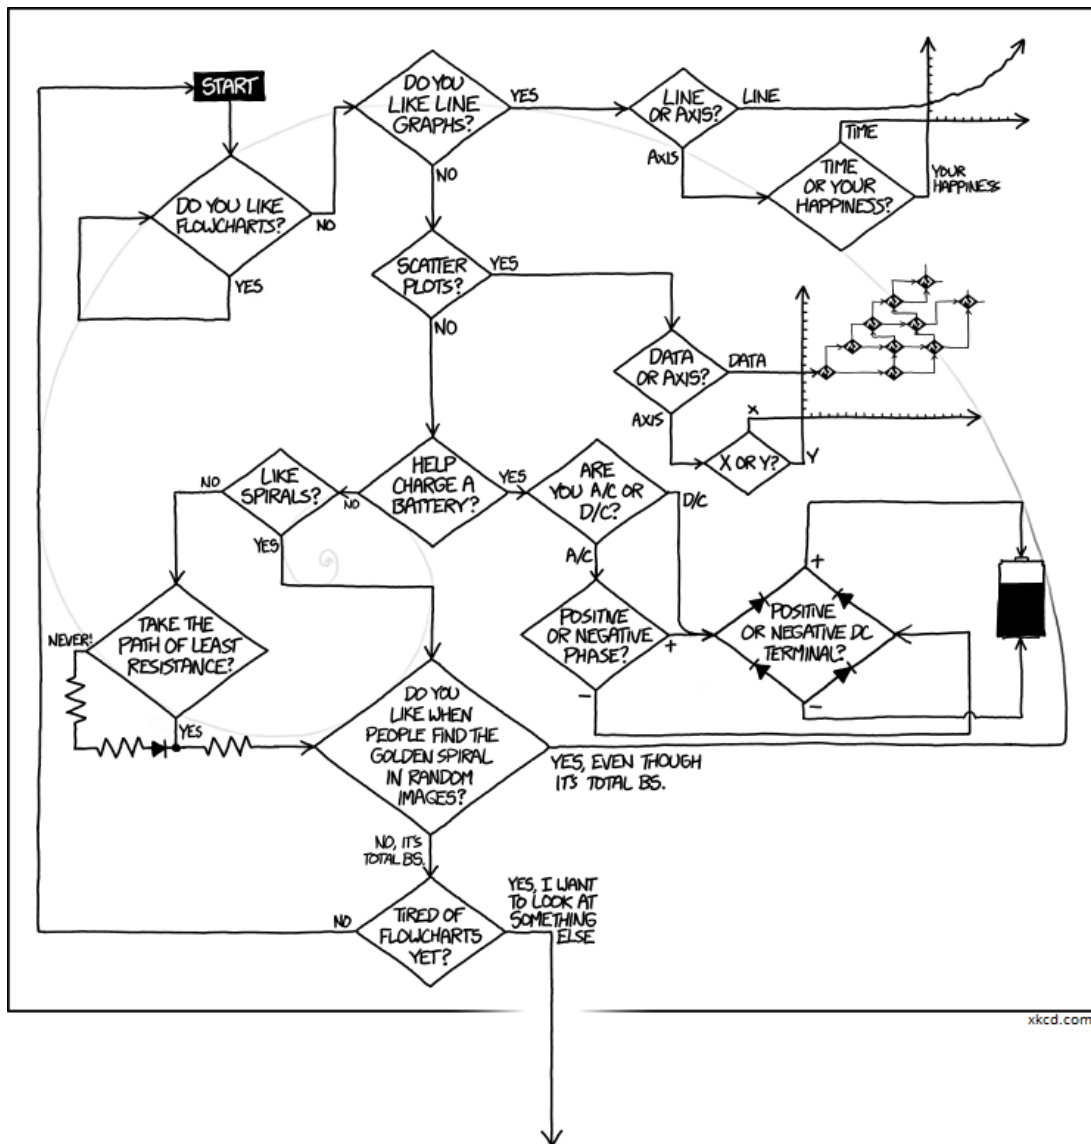 START
DO YOU LIKE
FLOWCHARTS?
YES
NO
DO YOU
LIKE LINE
GRAPHS?
YES
NO
LINE
OR AXIS?
LINE
AXIS
TIME
OR YOUR
HAPPINESS?
TIME
YOUR
HAPPINESS
SCATTER
PLOTS?
YES
NO
DATA
OR AXIS?
DATA
AXIS
X OR Y?
X
Y
HELP
CHARGE A
BATTERY?
YES
NO
LIKE
SPIRALS?
NO
YES
ARE
YOU A/C OR
D/C?
D/C
A/C
POSITIVE
OR NEGATIVE
PHASE?
+
-
POSITIVE
OR NEGATIVE DC
TERMINAL?
+
-
TAKE THE
PATH OF LEAST
RESISTANCE?
NEVER!
YES
DO YOU
LIKE WHEN
PEOPLE FIND THE
GOLDEN SPIRAL
IN RANDOM
IMAGES?
YES, EVEN THOUGH
IT'S TOTAL BS.
NO, IT'S
TOTAL BS.
TIRED OF
FLOWCHARTS
YET?
NO
YES, I WANT
TO LOOK AT
SOMETHING
ELSE
xkcd.com